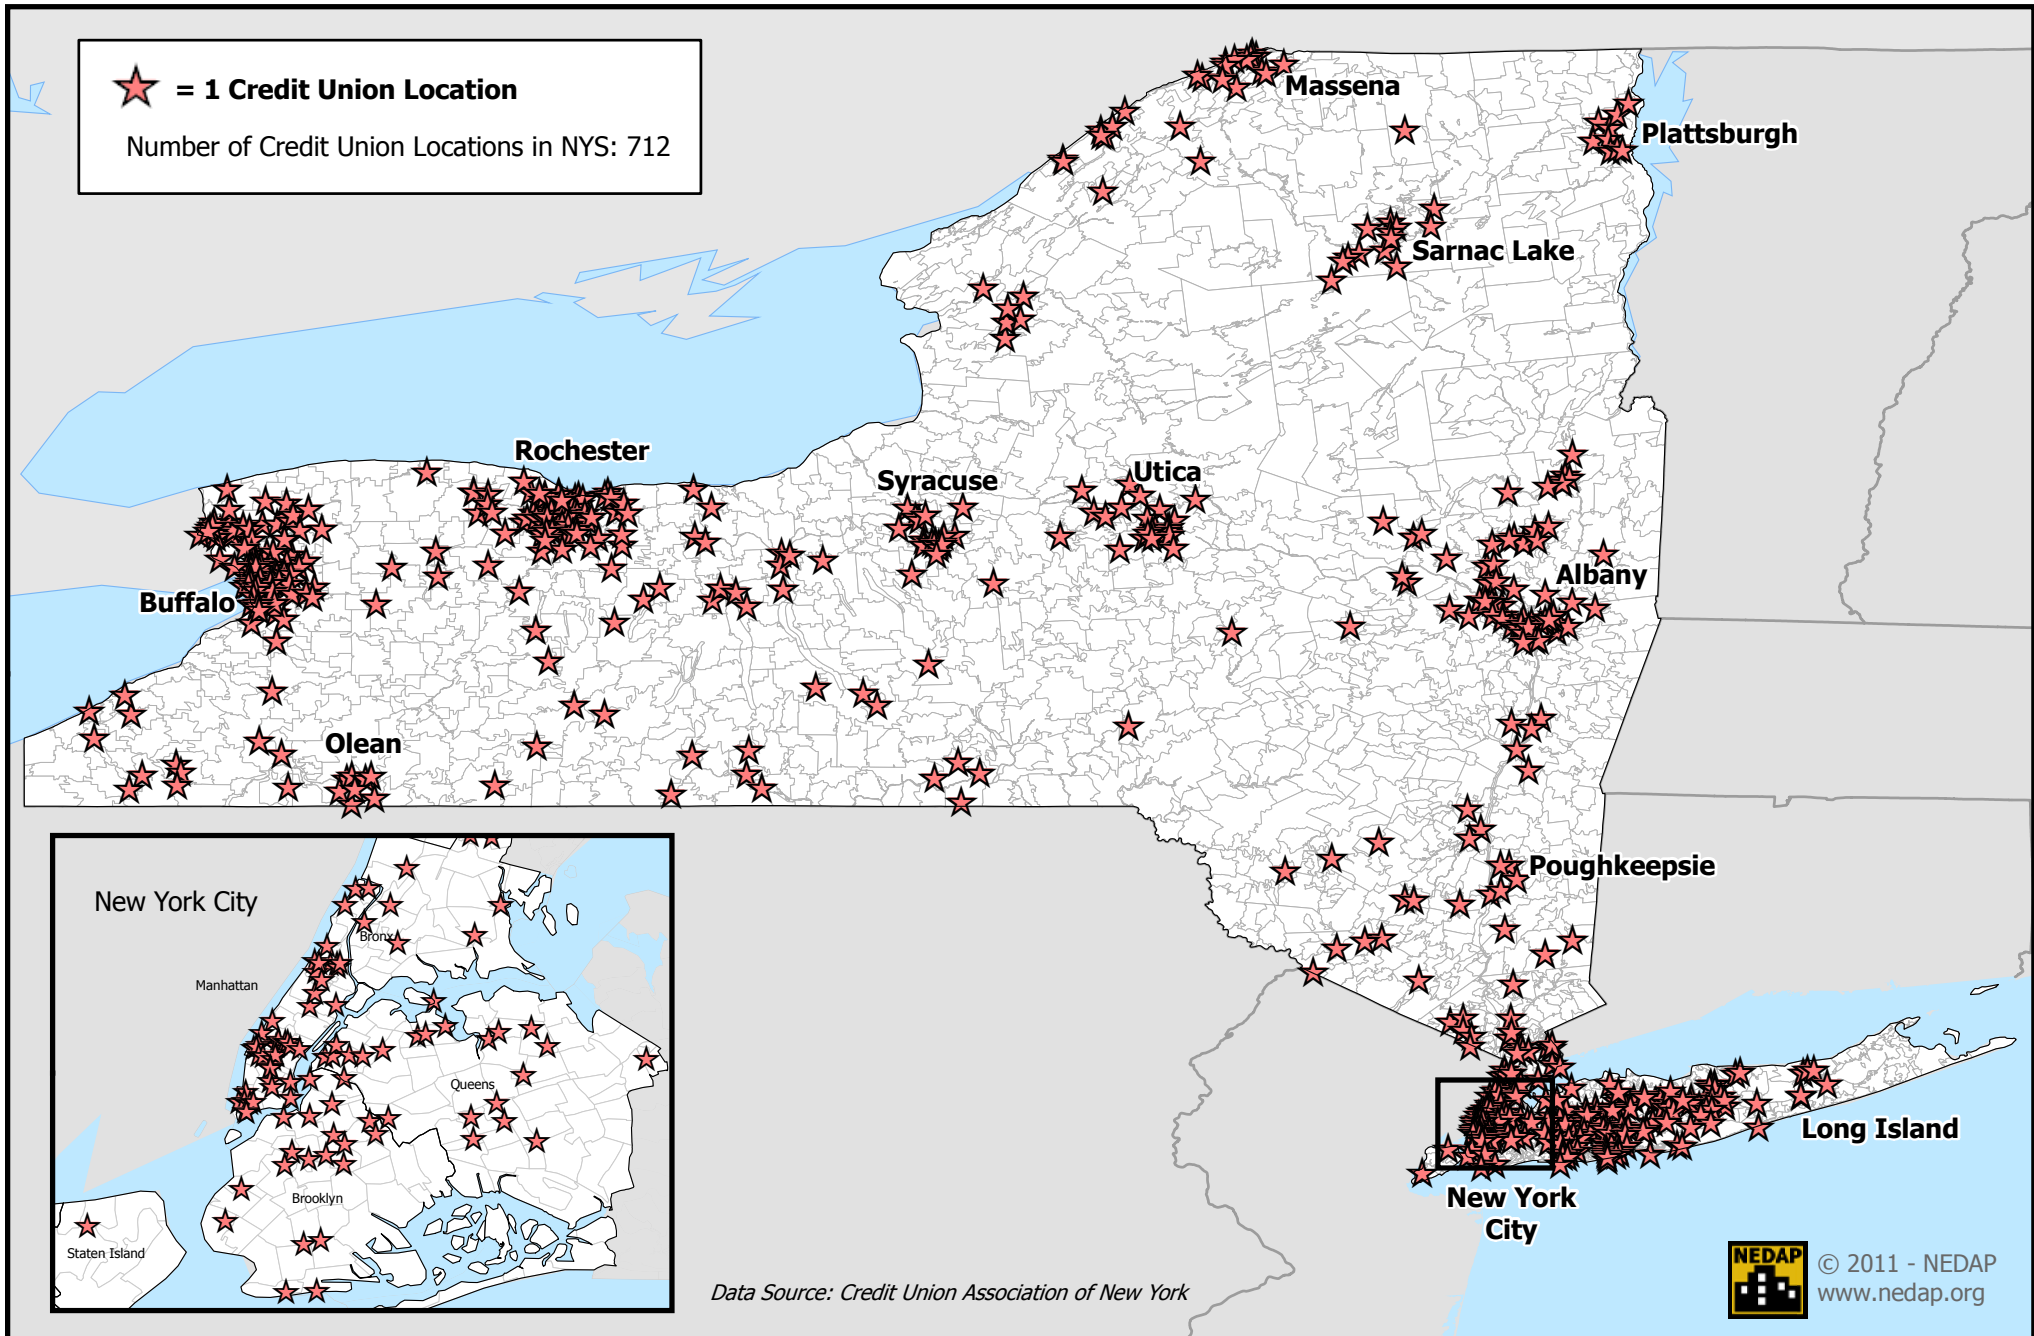 = 1 Credit Union Location
Number of Credit Union Locations in NYS: 712
Massena
Plattsburgh
Sarnac Lake
Rochester
Syracuse
Utica
Albany
Buffalo
Olean
Poughkeepsie
New York City
Bronx
Manhattan
Queens
Brooklyn
Staten Island
Long Island
New York
City
Data Source: Credit Union Association of New York
NEDAP
© 2011 - NEDAP
www.nedap.org